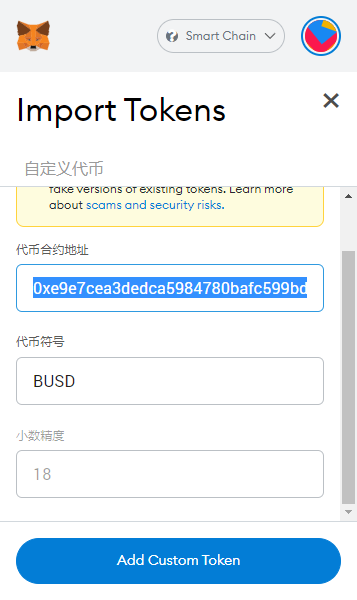 Smart Chain
Import Tokens
自定义代币
fake versions of existing tokens. Learn more
about scams and security risks.
代币合约地址
0xe9e7cea3dedca5984780bafc599bd
代币符号
BUSD
小数精度
18
Add Custom Token